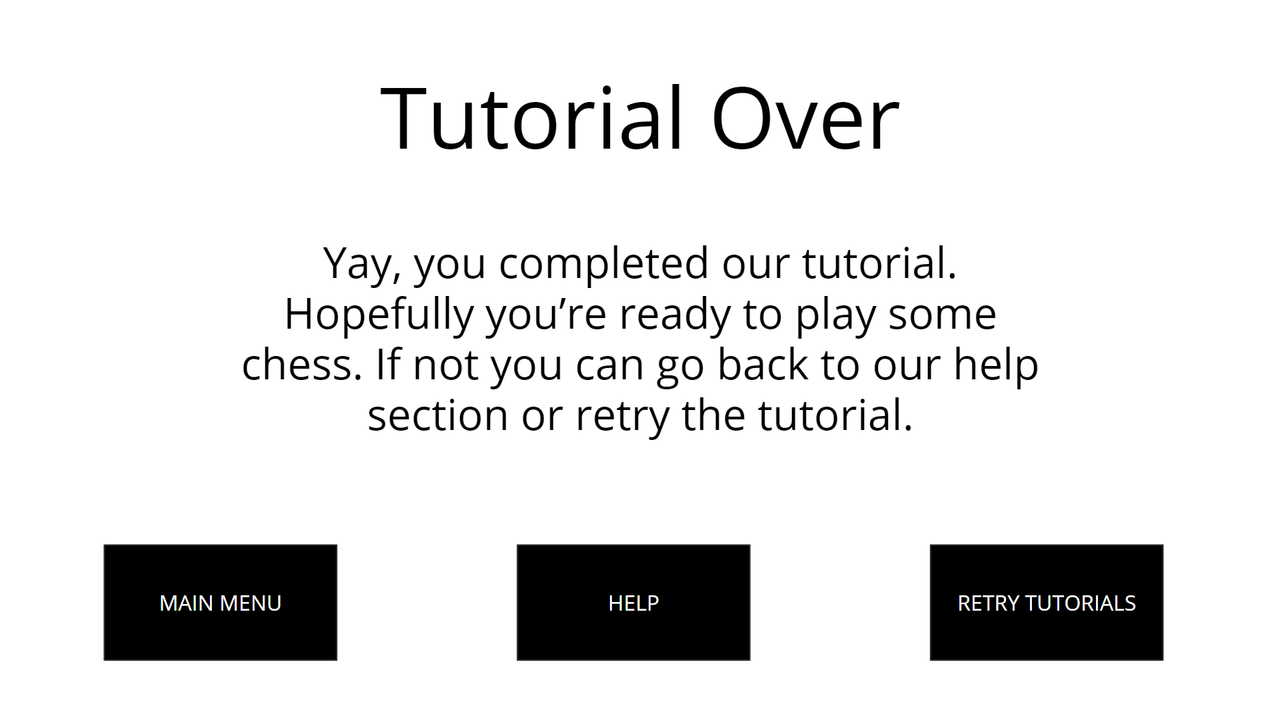 Tutorial Over
Yay, you completed our tutorial.
Hopefully you’re ready to play some
chess. If not you can go back to our help
section or retry the tutorial.
MAIN MENU
HELP
RETRY TUTORIALS